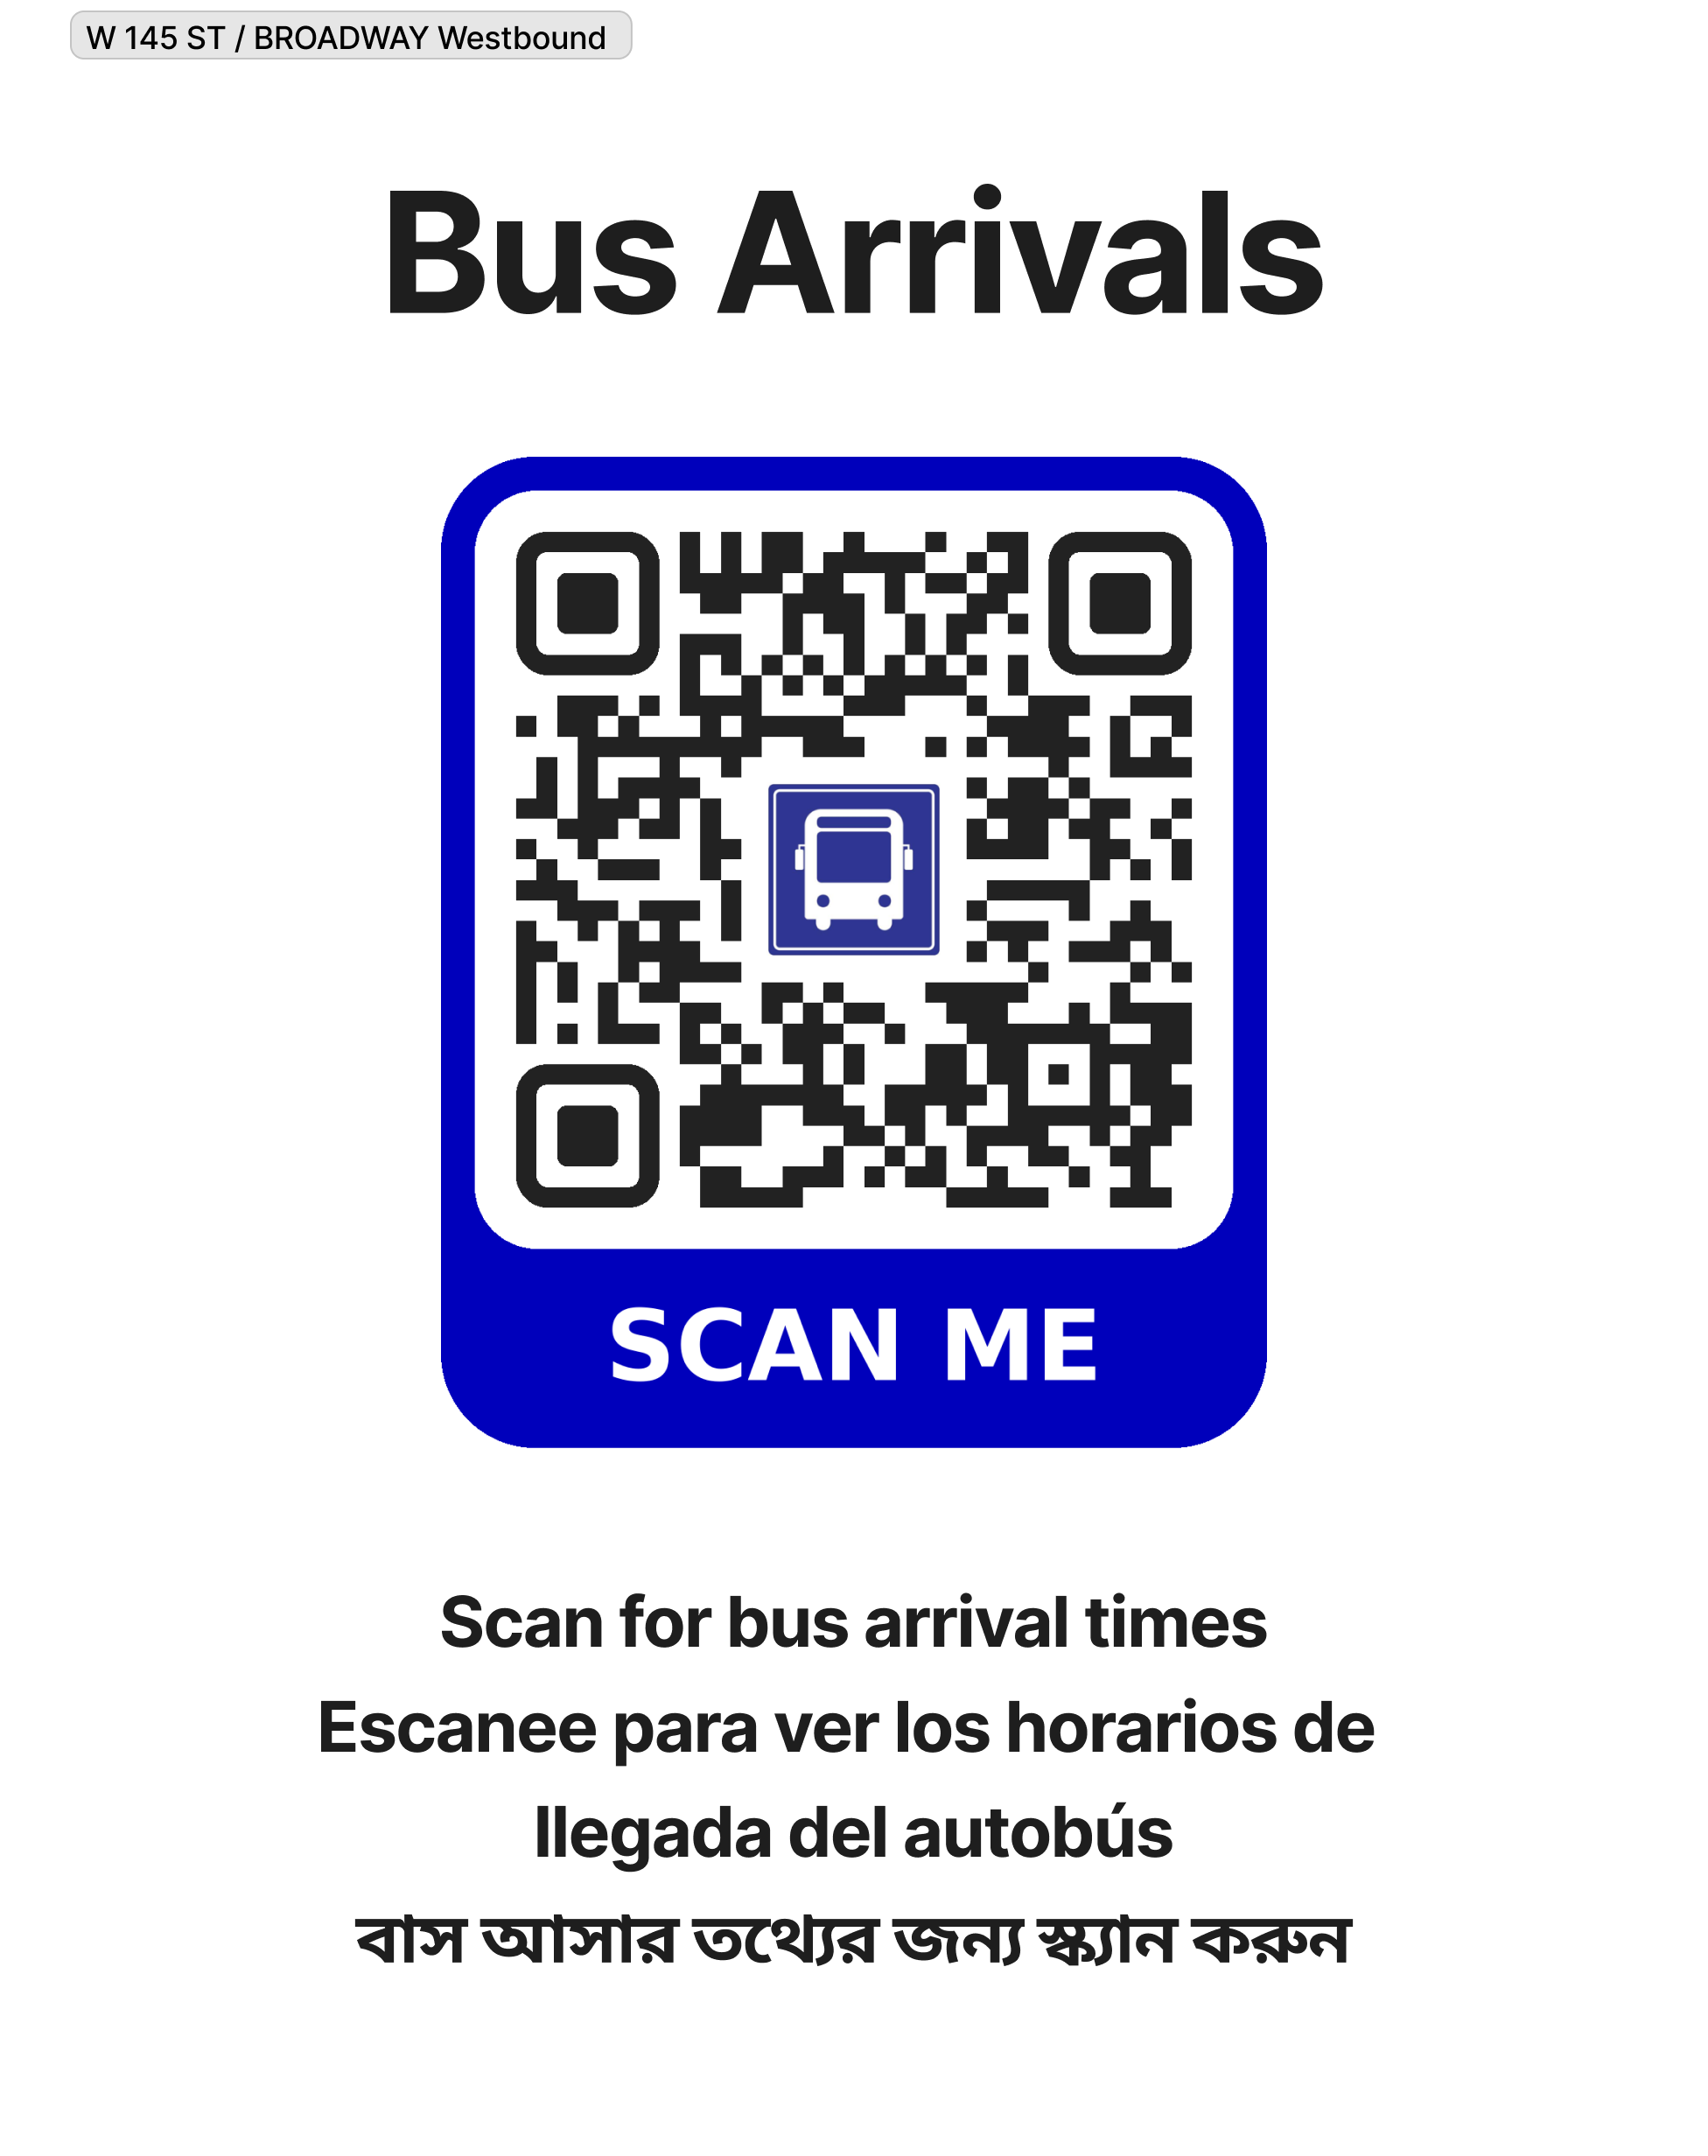 W 145 ST / BROADWAY Westbound
Bus Arrivals
SCAN ME
Scan for bus arrival times
Escanee para ver los horarios de
llegada del autobús
বাস আসার তথ্যের জন্য স্ক্যান করুন